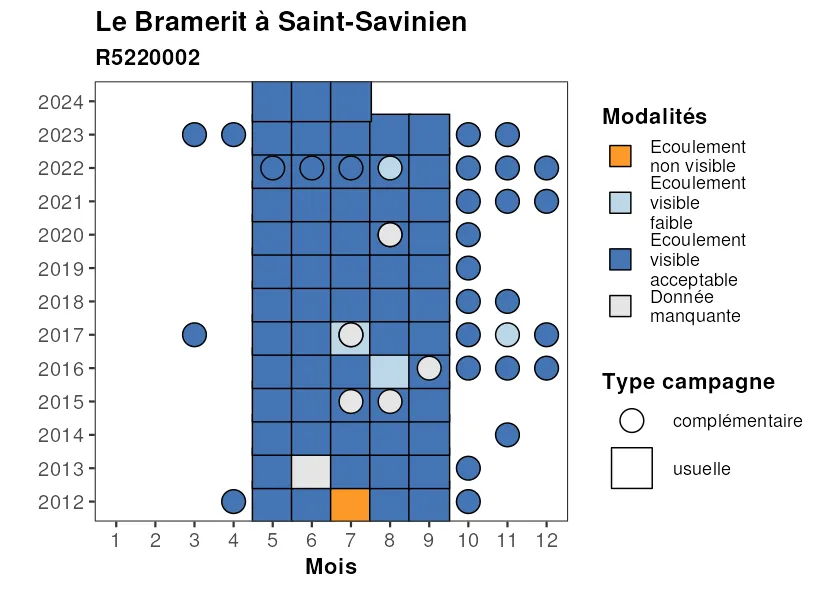 Le Bramerit à Saint-Savinien
R5220002
2024
2023
2022
2021
2020
2019
2018
2017
2016
2015
2014
2013
2012
1 2 3 4 5 6 7 8 9 10 11 12
Mois
Modalités
Ecoulement
non visible
Ecoulement
visible
faible
Ecoulement
visible
acceptable
Donnée
manquante
Type campagne
complémentaire
usuelle